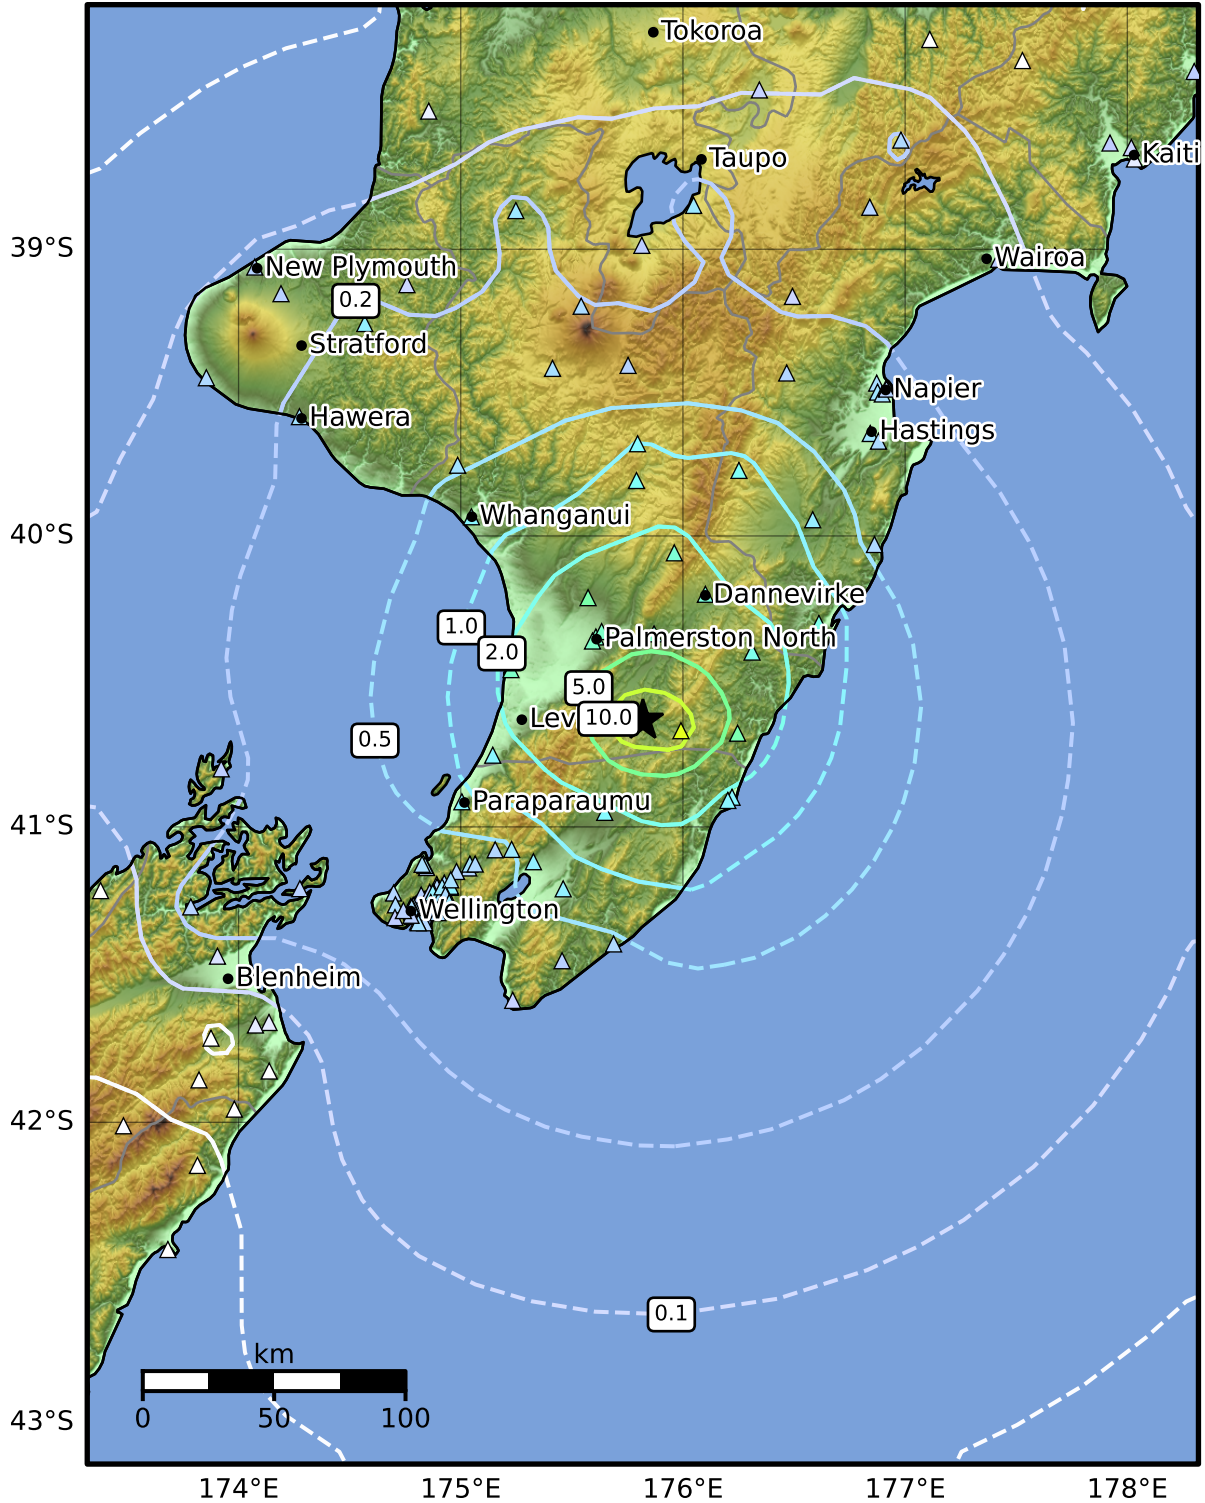 Tokoroa
Taupo
Kaiti
39°S
New Plymouth
Wairoa
0.2
Stratford
Napier
Hawera
Hastings
Whanganui
40°S
Dannevirke
1.0
Palmerston North
2.0
5.0
Lev
10.0
0.5
Paraparaumu
41°S
Wellington
Blenheim
42°S
0.1
km
0
50
100
43°S
174°E
175°E
176°E
177°E
178°E